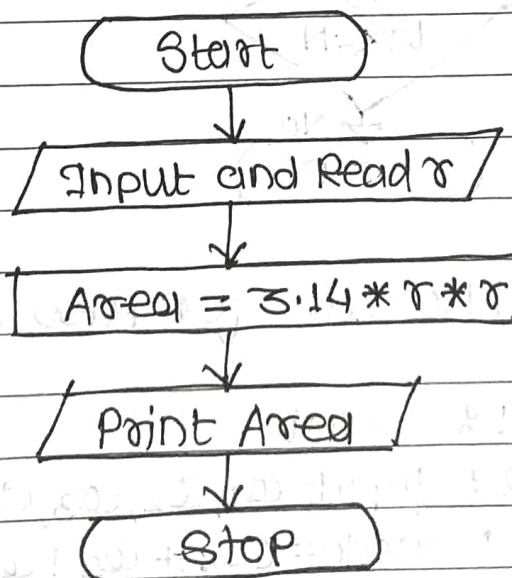 Start
Input and Read r
Area = 3.14 * r * r
Print Area
Stop